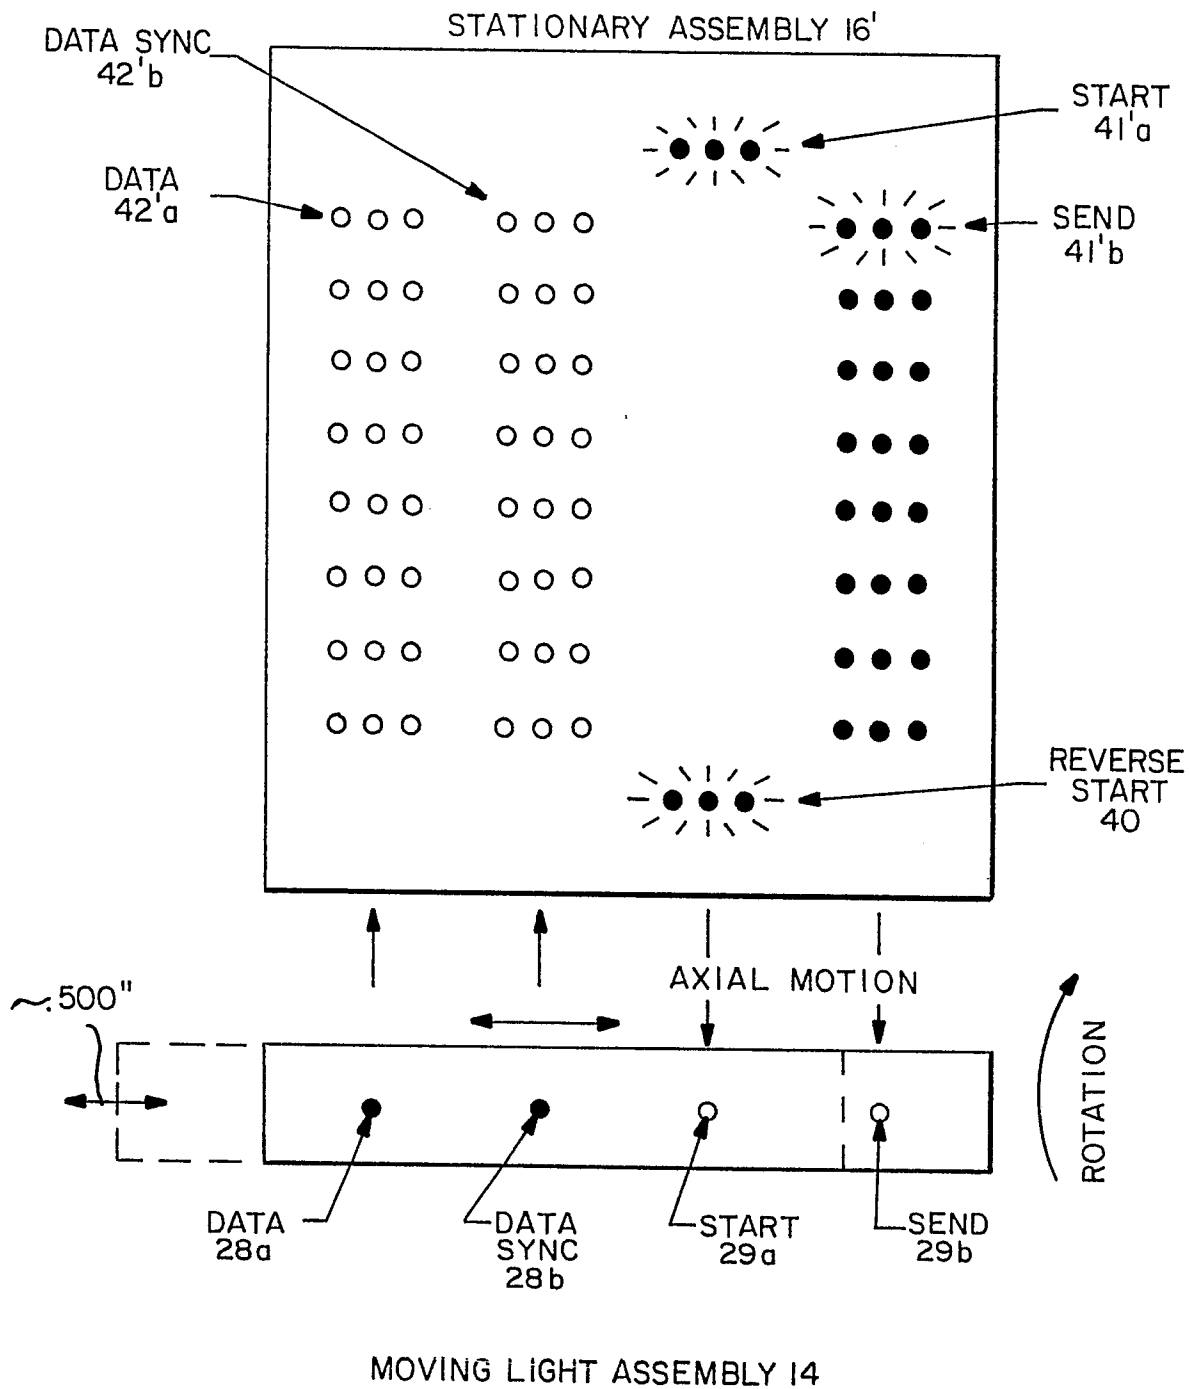 STATIONARY ASSEMBLY 16'
DATA SYNC
42'b
START
41'a
DATA
42'a
SEND
41'b
REVERSE
START
40
AXIAL MOTION
~.500"
ROTATION
DATA
28a
DATA
SYNC
28b
START
29a
SEND
29b
MOVING LIGHT ASSEMBLY 14